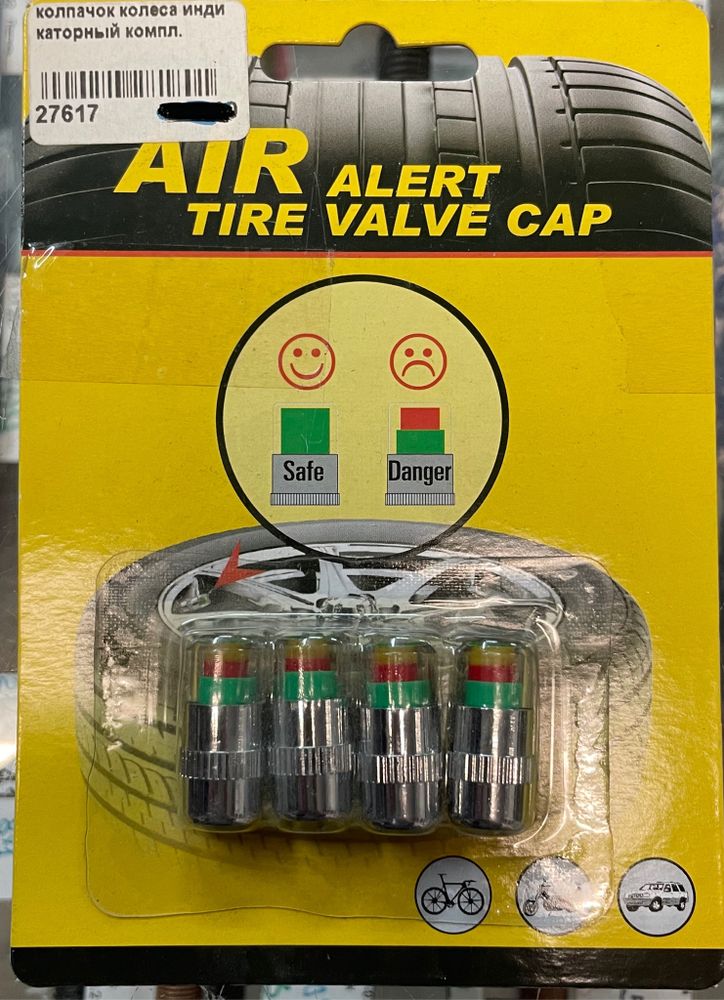 колпачок колеса инди
каторный компл.
27617
AIR ALERT
TIRE VALVE CAP
Safe
Danger